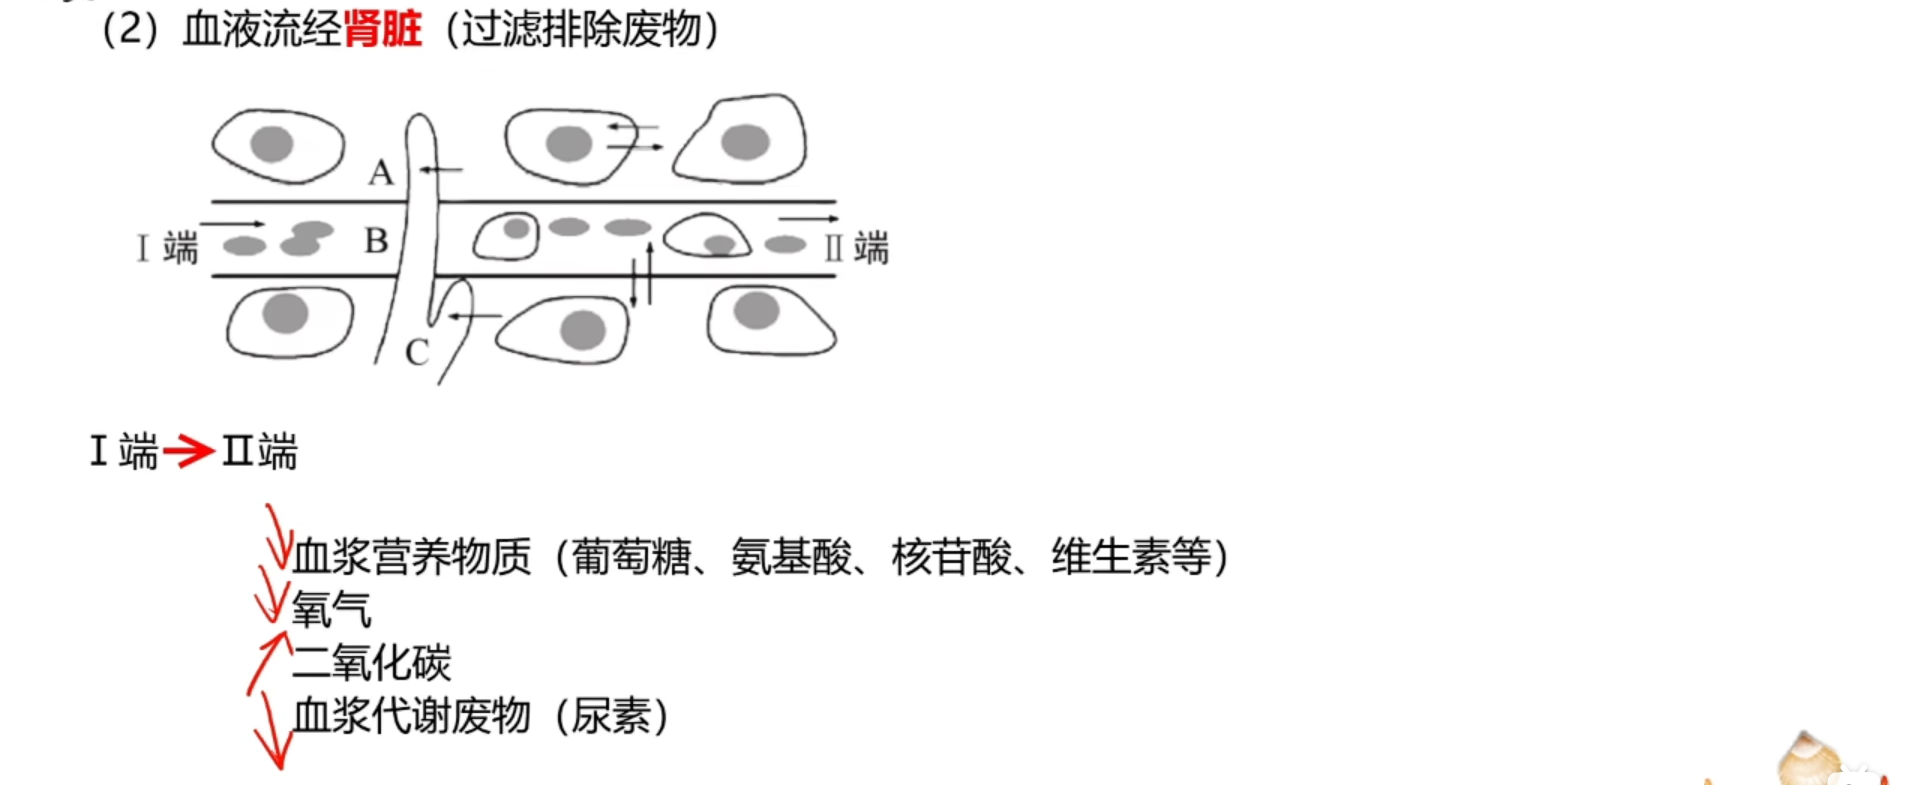 （2）血液流经肾脏（过滤排除废物）
A
B
Ⅰ端
Ⅱ端
C
Ⅰ端→Ⅱ端
血浆营养物质（葡萄糖、氨基酸、核苷酸、维生素等）
氧气
二氧化碳
血浆代谢废物（尿素）